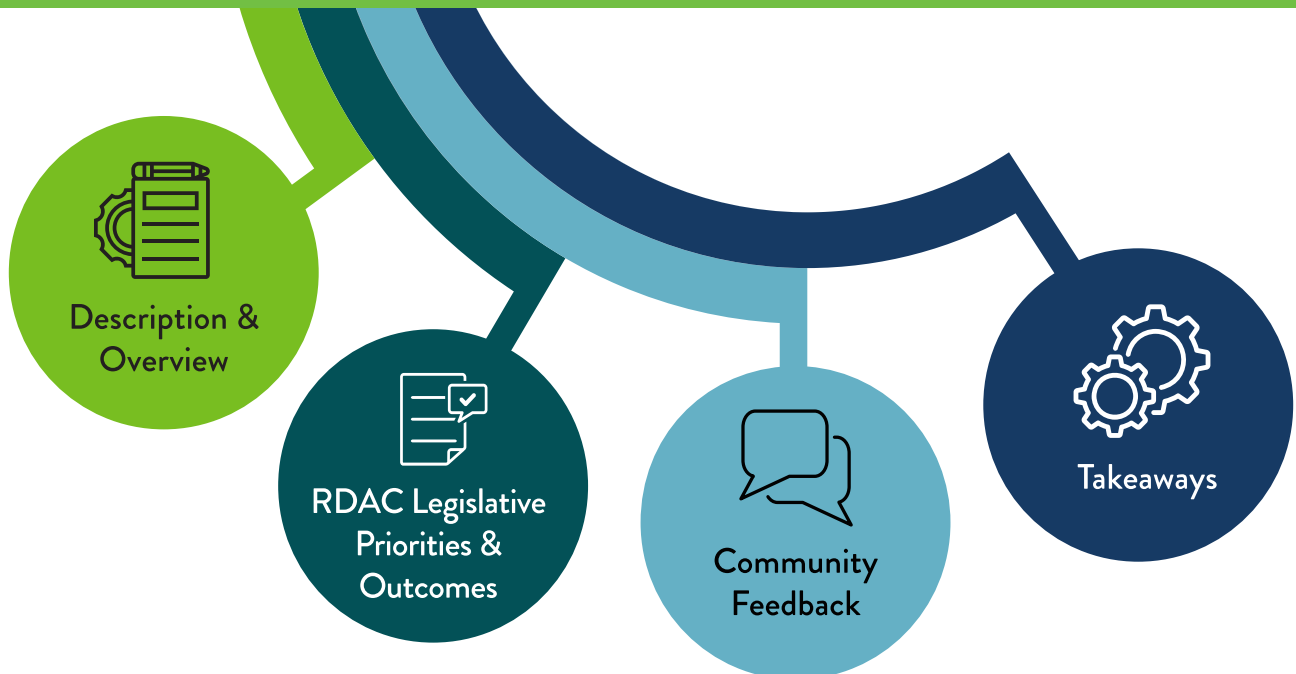 Description &
Overview
RDAC Legislative
Priorities &
Outcomes
Community
Feedback
Takeaways